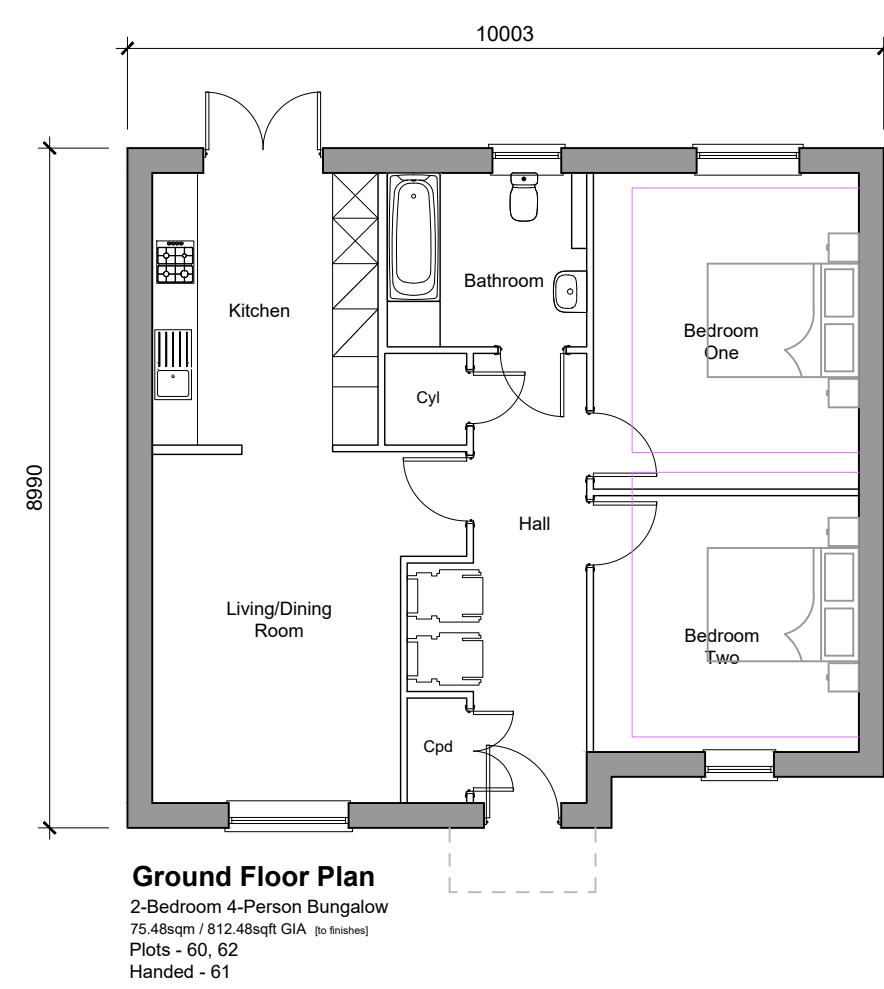 10003
8990
Kitchen
Bathroom
Bedroom
One
Cyl
Hall
Living/Dining
Room
Bedroom
Two
Cpd
Ground Floor Plan
2-Bedroom 4-Person Bungalow
75.48sqm / 812.48sqft GIA [to finishes]
Plots - 60, 62
Handed - 61